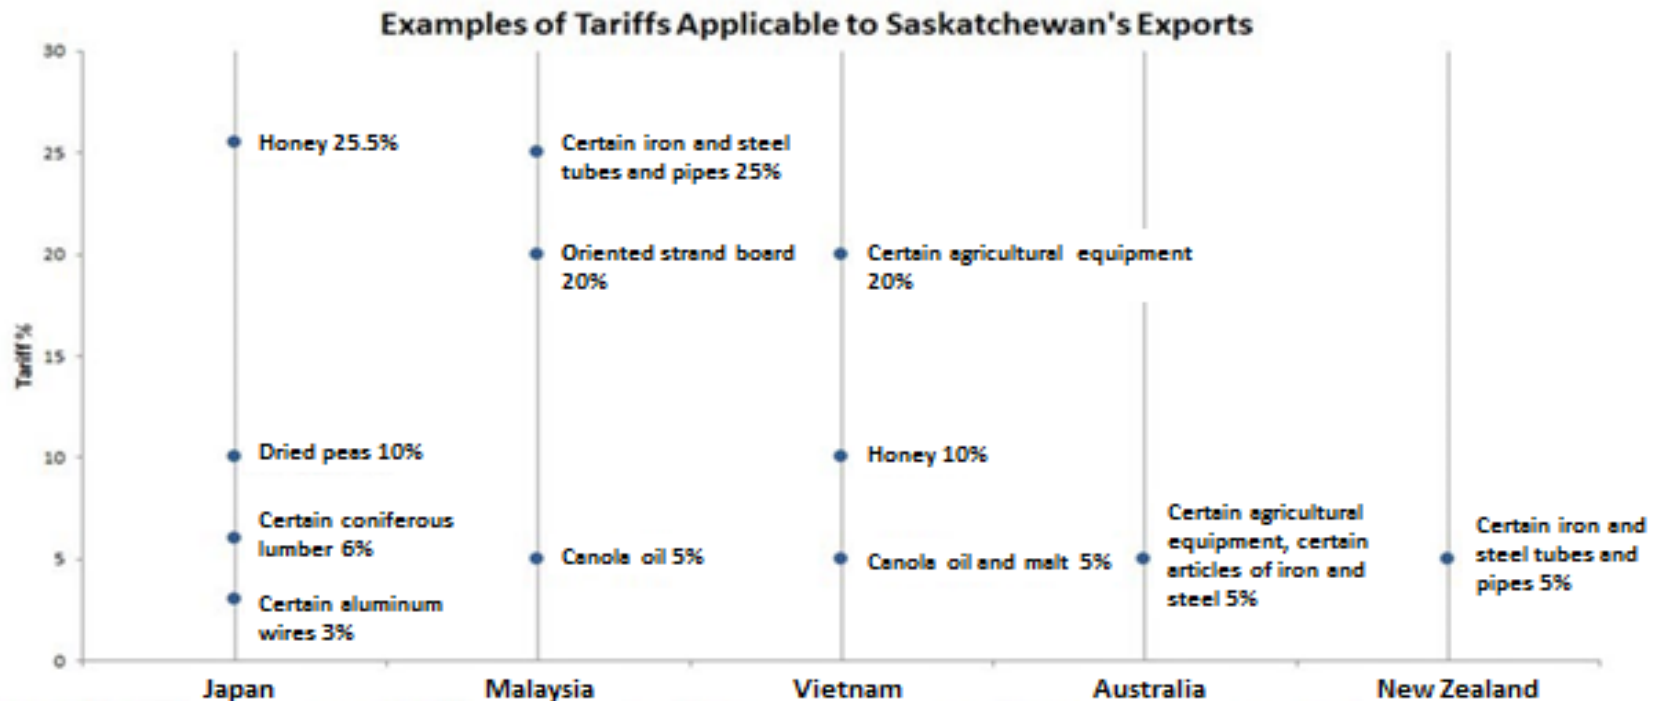 Examples of Tariffs Applicable to Saskatchewan's Exports
Tariff %
30
25
20
15
10
5
0
Honey 25.5%
Dried peas 10%
Certain coniferous
lumber 6%
Certain aluminum
wires 3%
Certain iron and steel
tubes and pipes 25%
Oriented strand board
20%
Canola oil 5%
Certain agricultural equipment
20%
Honey 10%
Canola oil and malt 5%
Certain agricultural
equipment, certain
articles of iron and
steel 5%
Certain iron and
steel tubes and
pipes 5%
Japan
Malaysia
Vietnam
Australia
New Zealand